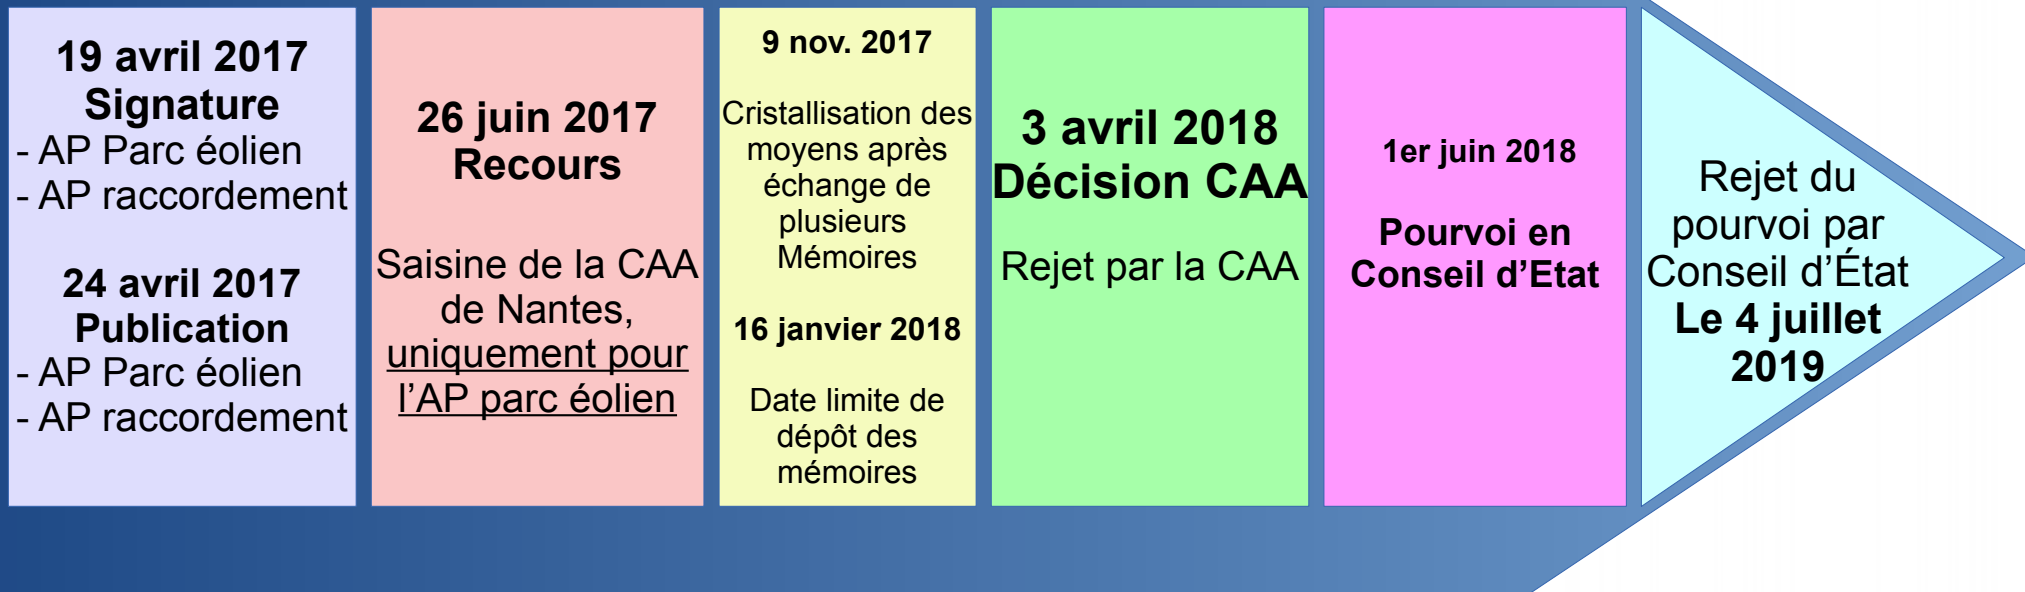 19 avril 2017
Signature
- AP Parc éolien
- AP raccordement
24 avril 2017
Publication
- AP Parc éolien
- AP raccordement
26 juin 2017
Recours
Saisine de la CAA
de Nantes,
uniquement pour
l’AP parc éolien
9 nov. 2017
Cristallisation des
moyens après
échange de
plusieurs
Mémoires
16 janvier 2018
Date limite de
dépôt des
mémoires
3 avril 2018
Décision CAA
Rejet par la CAA
1er juin 2018
Pourvoi en
Conseil d’Etat
Rejet du
pourvoi par
Conseil d’État
Le 4 juillet
2019